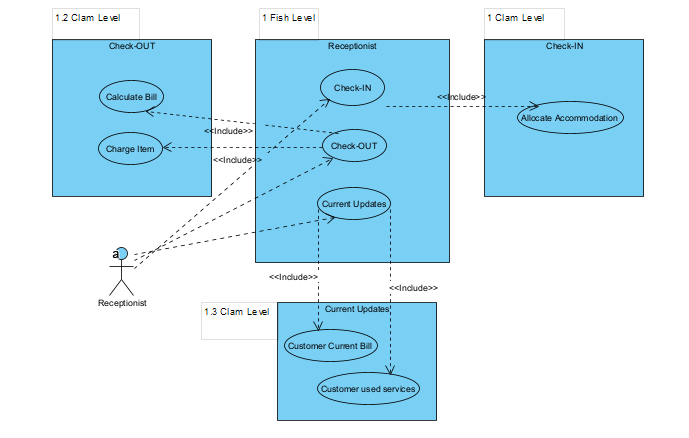 1.2 Clam Level
1 Fish Level
1 Clam Level
Check-OUT
Receptionist
Check-IN
Calculate Bill
Check-IN
<<Include>>
Allcate Accommodation
<<Include>>
Charge Item
Check-OUT
<<Include>>
Current Updates
a
Receptionist
<<Include>>
<<Include>>
1.3 Clam Level
Current Updates
Customer Current Bill
Customer used services